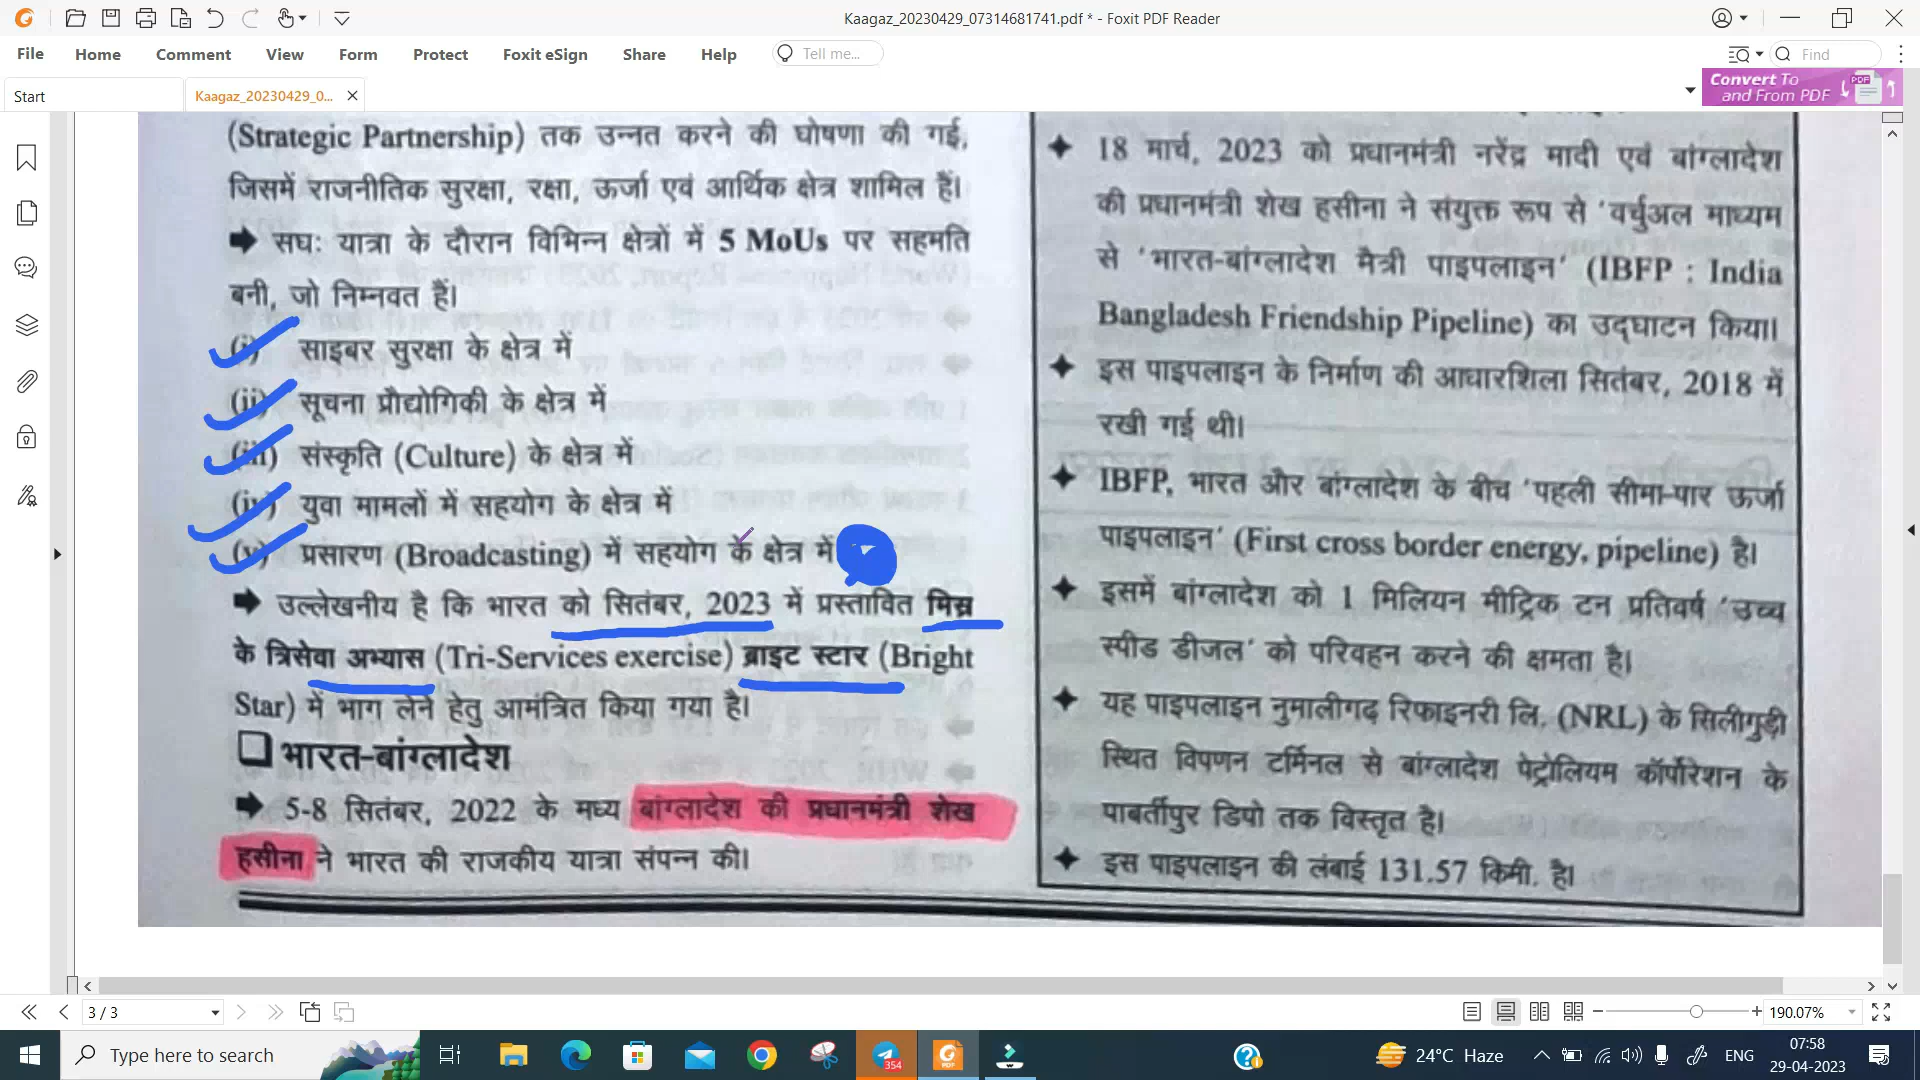 Kaagaz_20230429_07314681741.pdf * - Foxit PDF Reader
File Home Comment View Form Protect Foxit eSign Share Help Tell me... Find
Start Kaagaz_20230429_0... Convert To and From PDF
(Strategic Partnership) तक उन्नत करने की घोषणा की गई,
जिसमें राजनीतिक सुरक्षा, रक्षा, ऊर्जा एवं आर्थिक क्षेत्र शामिल हैं।
सघः यात्रा के दौरान विभिन्न क्षेत्रों में 5 MoUs पर सहमति
बनी, जो निम्नवत हैं।
(i) साइबर सुरक्षा के क्षेत्र में
(ii) सूचना प्रौद्योगिकी के क्षेत्र में
(iii) संस्कृति (Culture) के क्षेत्र में
(iv) युवा मामलों में सहयोग के क्षेत्र में
(v) प्रसारण (Broadcasting) में सहयोग के क्षेत्र में
उल्लेखनीय है कि भारत को सितंबर, 2023 में प्रस्तावित मिस्र
के त्रिसेवा अभ्यास (Tri-Services exercise) ब्राइट स्टार (Bright
Star) में भाग लेने हेतु आमंत्रित किया गया है।
भारत-बांग्लादेश
5-8 सितंबर, 2022 के मध्य बांग्लादेश की प्रधानमंत्री शेख
हसीना ने भारत की राजकीय यात्रा संपन्न की।
18 मार्च, 2023 को प्रधानमंत्री नरेंद्र मादी एवं बांग्लादेश
की प्रधानमंत्री शेख हसीना ने संयुक्त रूप से 'वर्चुअल माध्यम
से 'भारत-बांग्लादेश मैत्री पाइपलाइन' (IBFP : India
Bangladesh Friendship Pipeline) का उद्घाटन किया।
इस पाइपलाइन के निर्माण की आधारशिला सितंबर, 2018 में
रखी गई थी।
IBFP, भारत और बांग्लादेश के बीच 'पहली सीमा-पार ऊर्जा
पाइपलाइन' (First cross border energy, pipeline) है।
इसमें बांग्लादेश को 1 मिलियन मीट्रिक टन प्रतिवर्ष 'उच्च
स्पीड डीजल' को परिवहन करने की क्षमता है।
यह पाइपलाइन नुमालीगढ़ रिफाइनरी लि. (NRL) के सिलीगुड़ी
स्थित विपणन टर्मिनल से बांग्लादेश पेट्रोलियम कॉर्पोरेशन के
पाबर्तीपुर डिपो तक विस्तृत है।
इस पाइपलाइन की लंबाई 131.57 किमी. है।
3 / 3 190.07%
Type here to search 354 24°C Haze ENG 07:58
29-04-2023